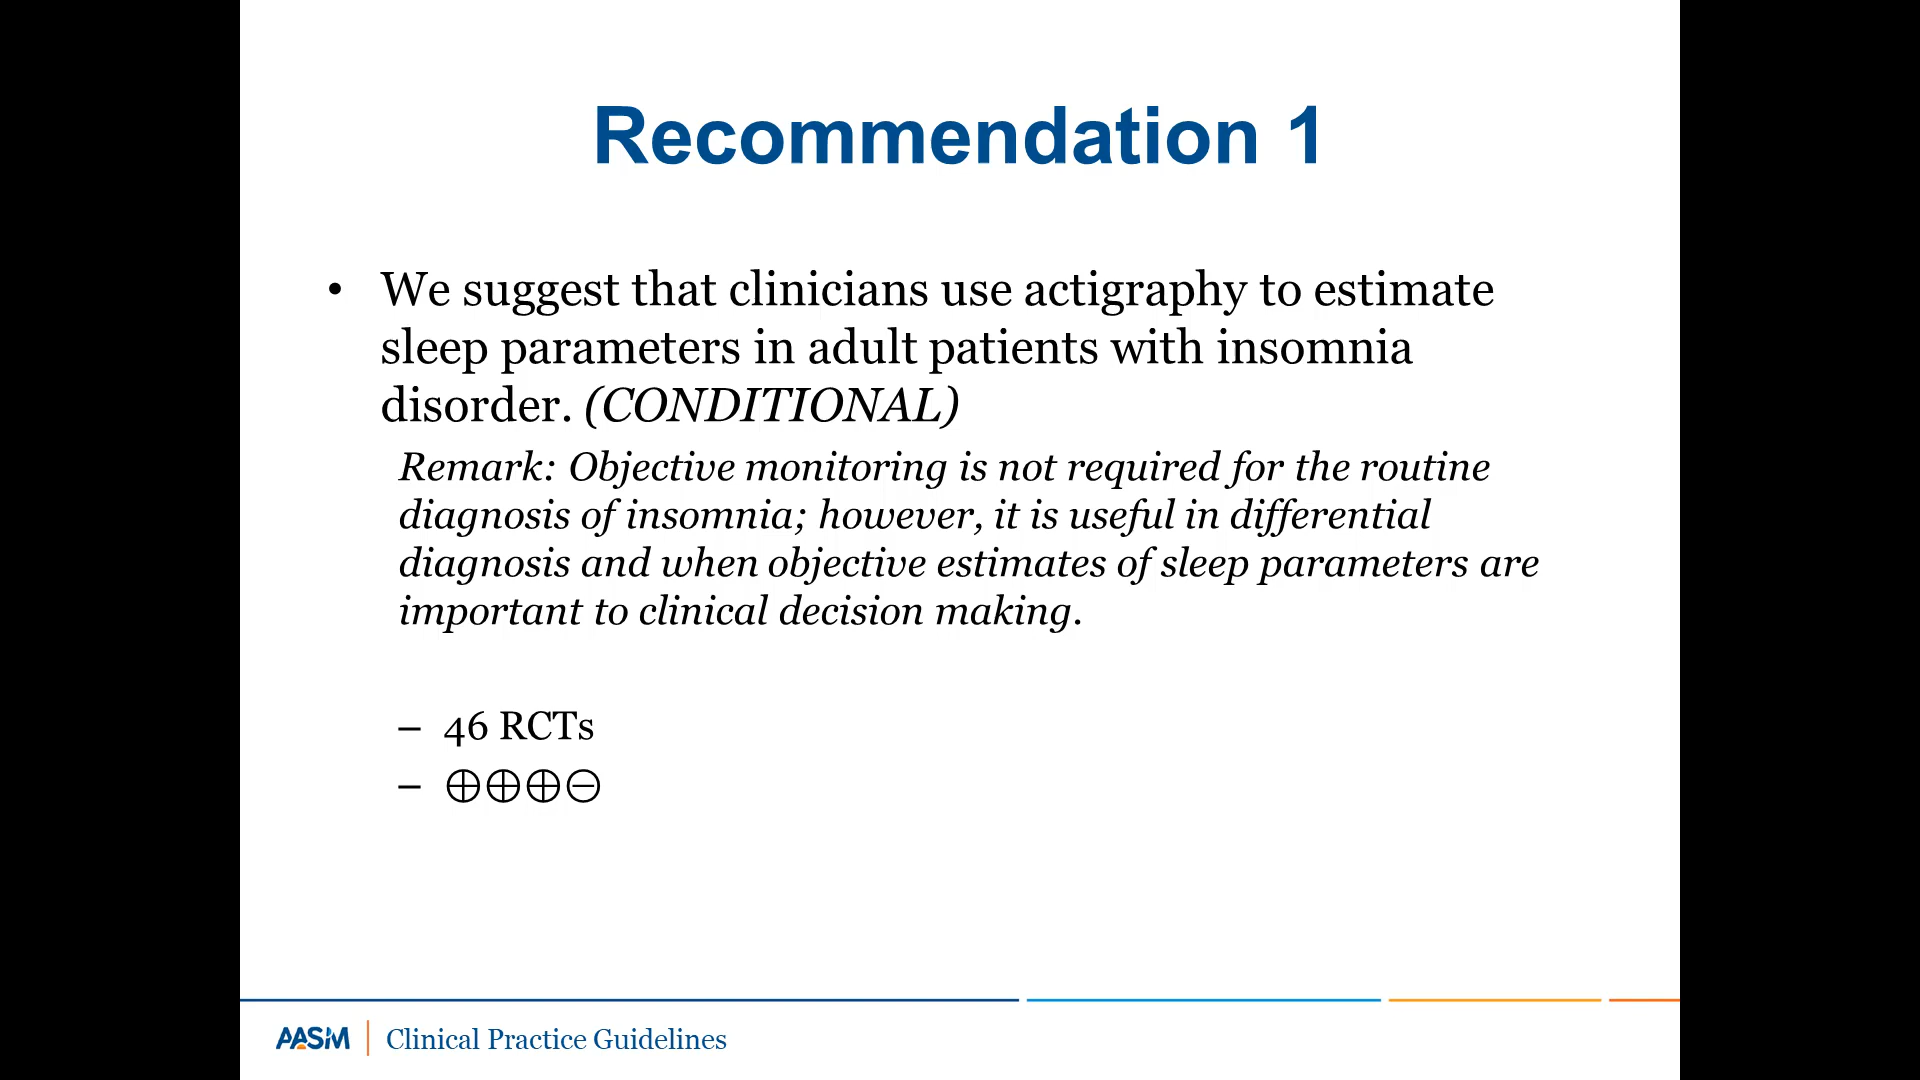 Recommendation 1
• We suggest that clinicians use actigraphy to estimate
sleep parameters in adult patients with insomnia
disorder. (CONDITIONAL)
Remark: Objective monitoring is not required for the routine
diagnosis of insomnia; however, it is useful in differential
diagnosis and when objective estimates of sleep parameters are
important to clinical decision making.
– 46 RCTs
– ⊕⊕⊕⊖
AASM | Clinical Practice Guidelines